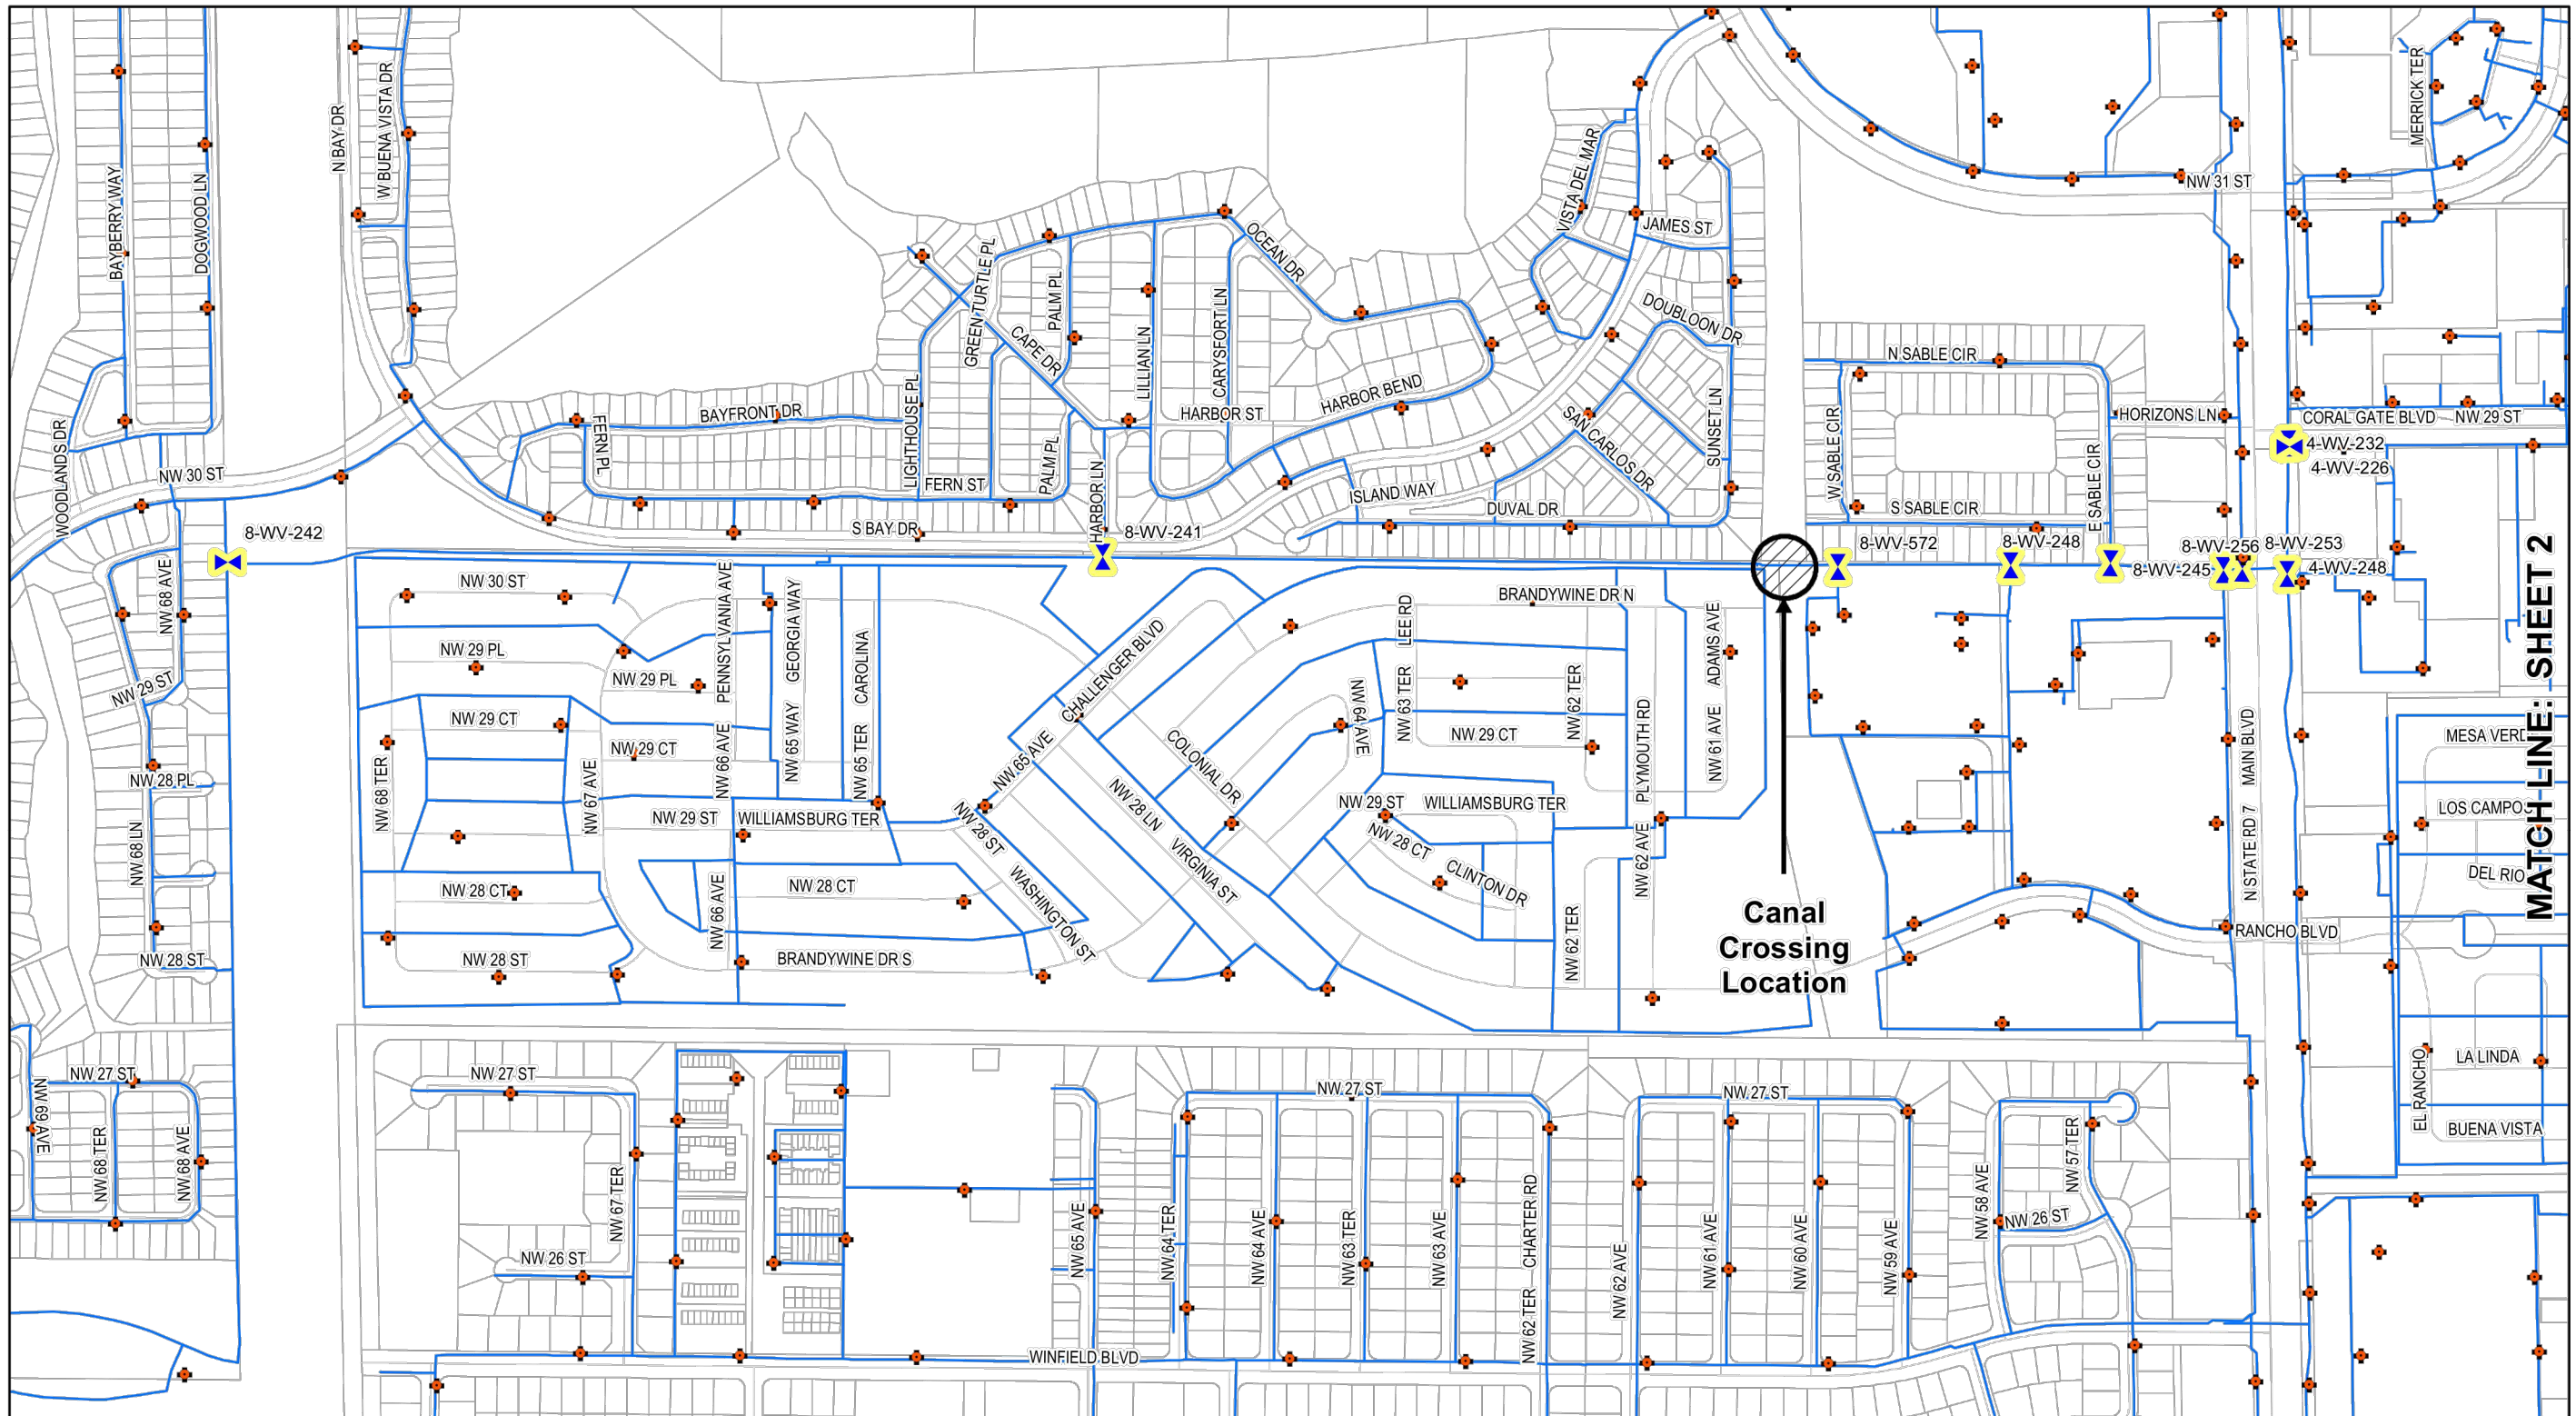 MERRICK TER
N BAY DR
W BUENA VISTA DR
BAYBERRY WAY
DOGWOOD LN
NW 31 ST
VISTA DEL MAR
JAMES ST
OCEAN DR
GREEN TURTLE PL
PALM PL
CAPE DR
LILLIAN LN
CARYSFORT LN
DOUBLOON DR
N SABLE CIR
HARBOR BEND
HARBOR ST
BAYFRONT DR
FERN PL
LIGHTHOUSE PL
WOODLANDS DR
NW 30 ST
SAN CARLOS DR
SUNSET LN
W SABLE CIR
E SABLE CIR
HORIZONS LN
CORAL GATE BLVD
NW 29 ST
4-WV-232
4-WV-226
PALM PL
FERN ST
HARBOR LN
ISLAND WAY
DUVAL DR
S SABLE CIR
S BAY DR
8-WV-242
8-WV-241
8-WV-572
8-WV-248
8-WV-256
8-WV-253
8-WV-245
4-WV-248
NW 68 AVE
NW 30 ST
PENNSYLVANIA AVE
GEORGIA WAY
CAROLINA
CHALLENGER BLVD
BRANDYWINE DR N
LEE RD
ADAMS AVE
NW 29 PL
NW 29 PL
NW 29 ST
NW 29 CT
NW 29 CT
NW 66 AVE
NW 65 WAY
NW 65 TER
NW 65 AVE
COLONIAL DR
NW 64 AVE
NW 63 TER
NW 29 CT
NW 62 TER
PLYMOUTH RD
NW 61 AVE
N STATE RD 7
MAIN BLVD
MESA VERD
MATCH LINE: SHEET 2
NW 28 PL
NW 68 TER
NW 67 AVE
NW 29 ST
WILLIAMSBURG TER
NW 28 ST
NW 28 LN
VIRGINIA ST
NW 29 ST
WILLIAMSBURG TER
NW 28 CT
CLINTON DR
NW 62 AVE
LOS CAMPOS
DEL RIO
NW 68 LN
NW 28 CT
NW 66 AVE
NW 28 CT
WASHINGTON ST
NW 62 TER
Canal
Crossing
Location
RANCHO BLVD
NW 28 ST
NW 28 ST
BRANDYWINE DR S
NW 27 ST
NW 69 AVE
NW 68 TER
NW 68 AVE
NW 27 ST
NW 67 TER
NW 26 ST
NW 27 ST
NW 27 ST
NW 65 AVE
NW 64 TER
NW 64 AVE
NW 63 TER
NW 63 AVE
NW 62 TER
CHARTER RD
NW 62 AVE
NW 61 AVE
NW 60 AVE
NW 59 AVE
NW 58 AVE
NW 57 TER
NW 26 ST
EL RANCHO
LA LINDA
BUENA VISTA
WINFIELD BLVD